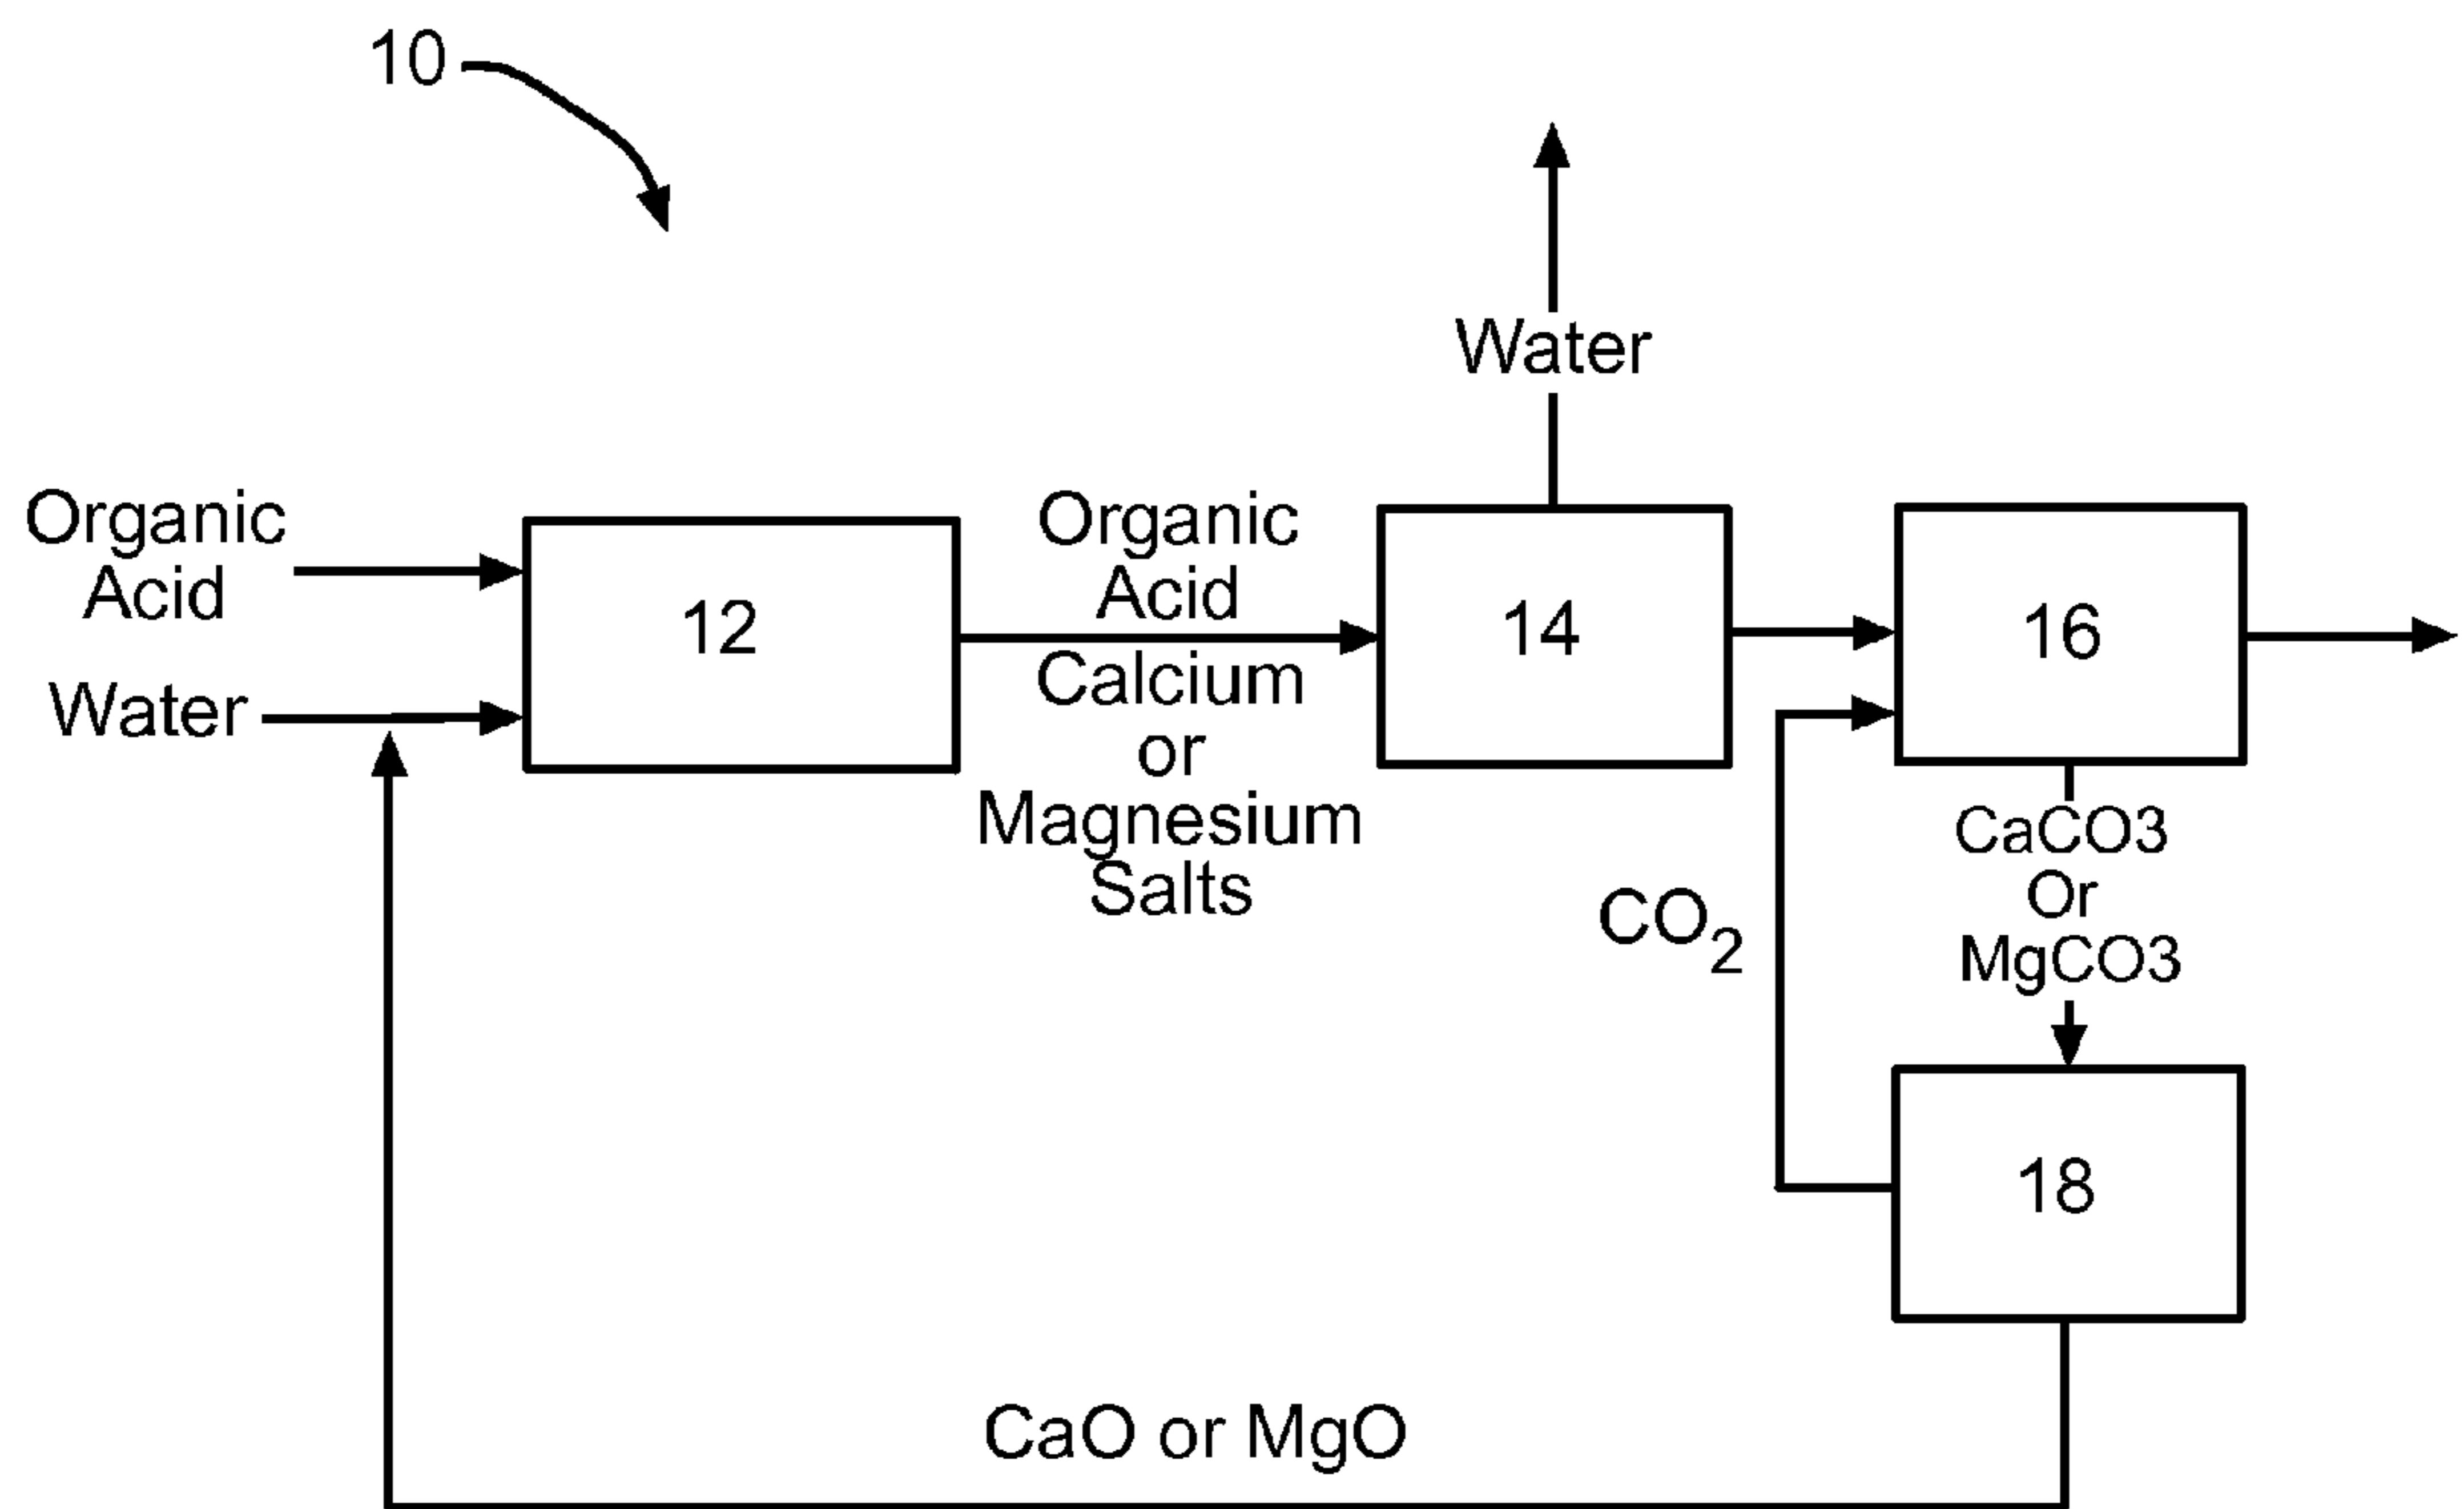 10
Water
Organic
Acid
Water
12
Organic
Acid
Calcium
or
Magnesium
Salts
14
16
CO2
CaCO3
Or
MgCO3
18
CaO or MgO